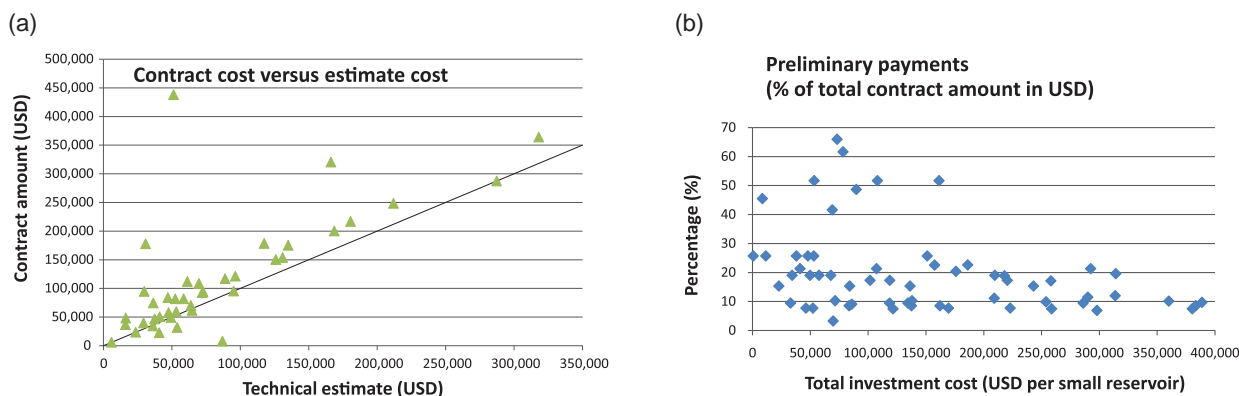 (a)
Contract cost versus estimate cost
Contract amount (USD)
500,000
450,000
400,000
350,000
300,000
250,000
200,000
150,000
100,000
50,000
0
0 50,000 100,000 150,000 200,000 250,000 300,000 350,000
Technical estimate (USD)
(b)
Preliminary payments
(% of total contract amount in USD)
Percentage (%)
70
60
50
40
30
20
10
0
0 50,000 100,000 150,000 200,000 250,000 300,000 350,000 400,000
Total investment cost (USD per small reservoir)